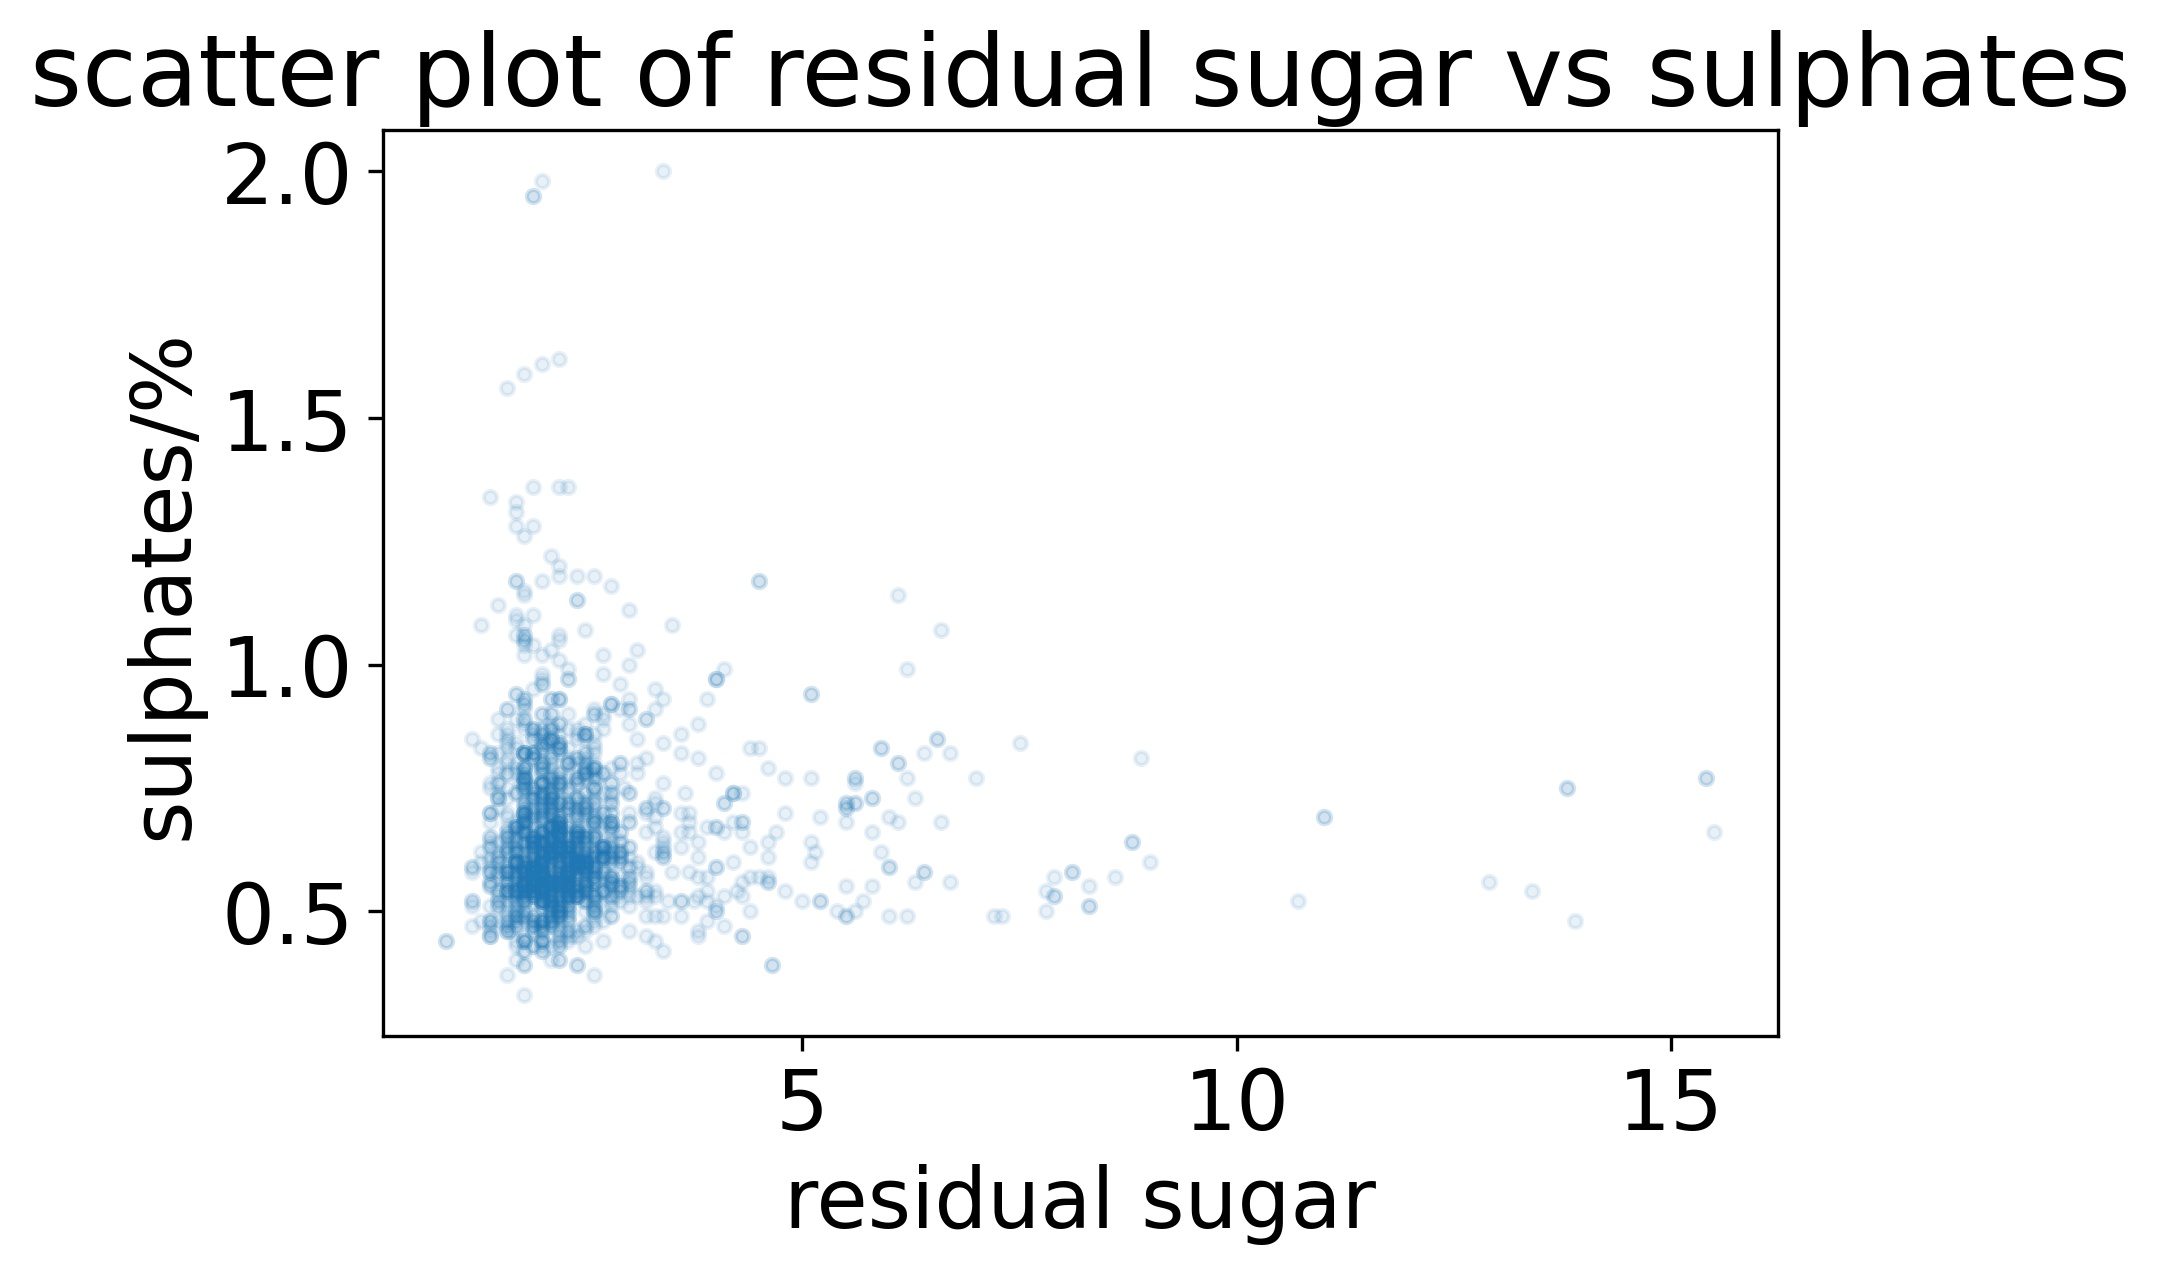 scatter plot of residual sugar vs sulphates
sulphates/%
2.0
1.5
1.0
0.5
5 10 15
residual sugar